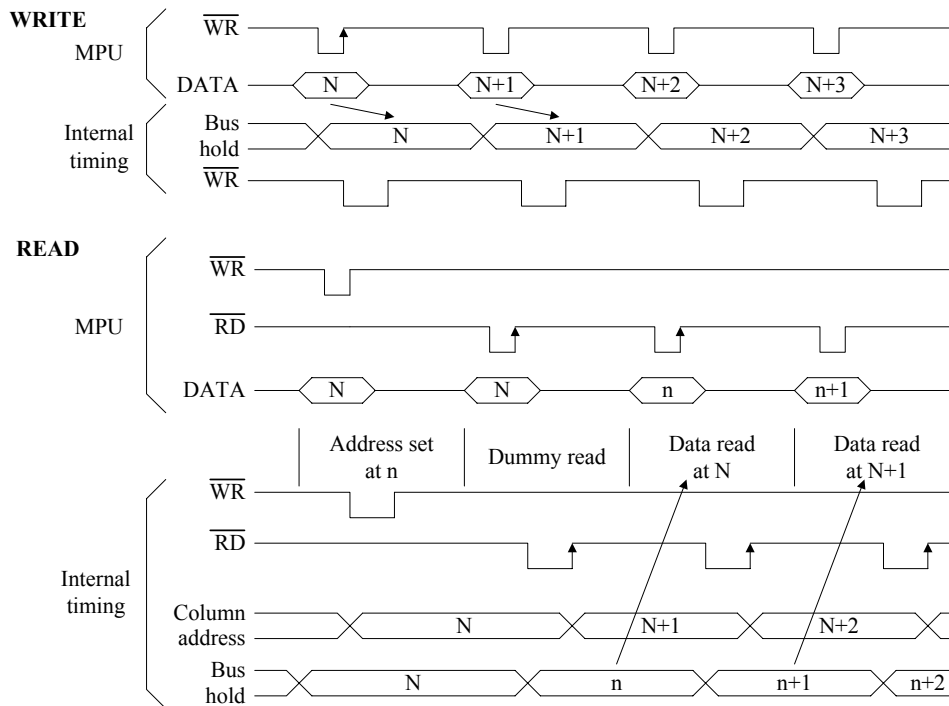 WRITE
MPU
WR
DATA N N+1 N+2 N+3
Internal
timing
Bus
hold N N+1 N+2 N+3
WR
READ
MPU
WR
RD
DATA N N n n+1
Address set
at n
Dummy read
Data read
at N
Data read
at N+1
Internal
timing
WR
RD
Column
address N N+1 N+2
Bus
hold N n n+1 n+2